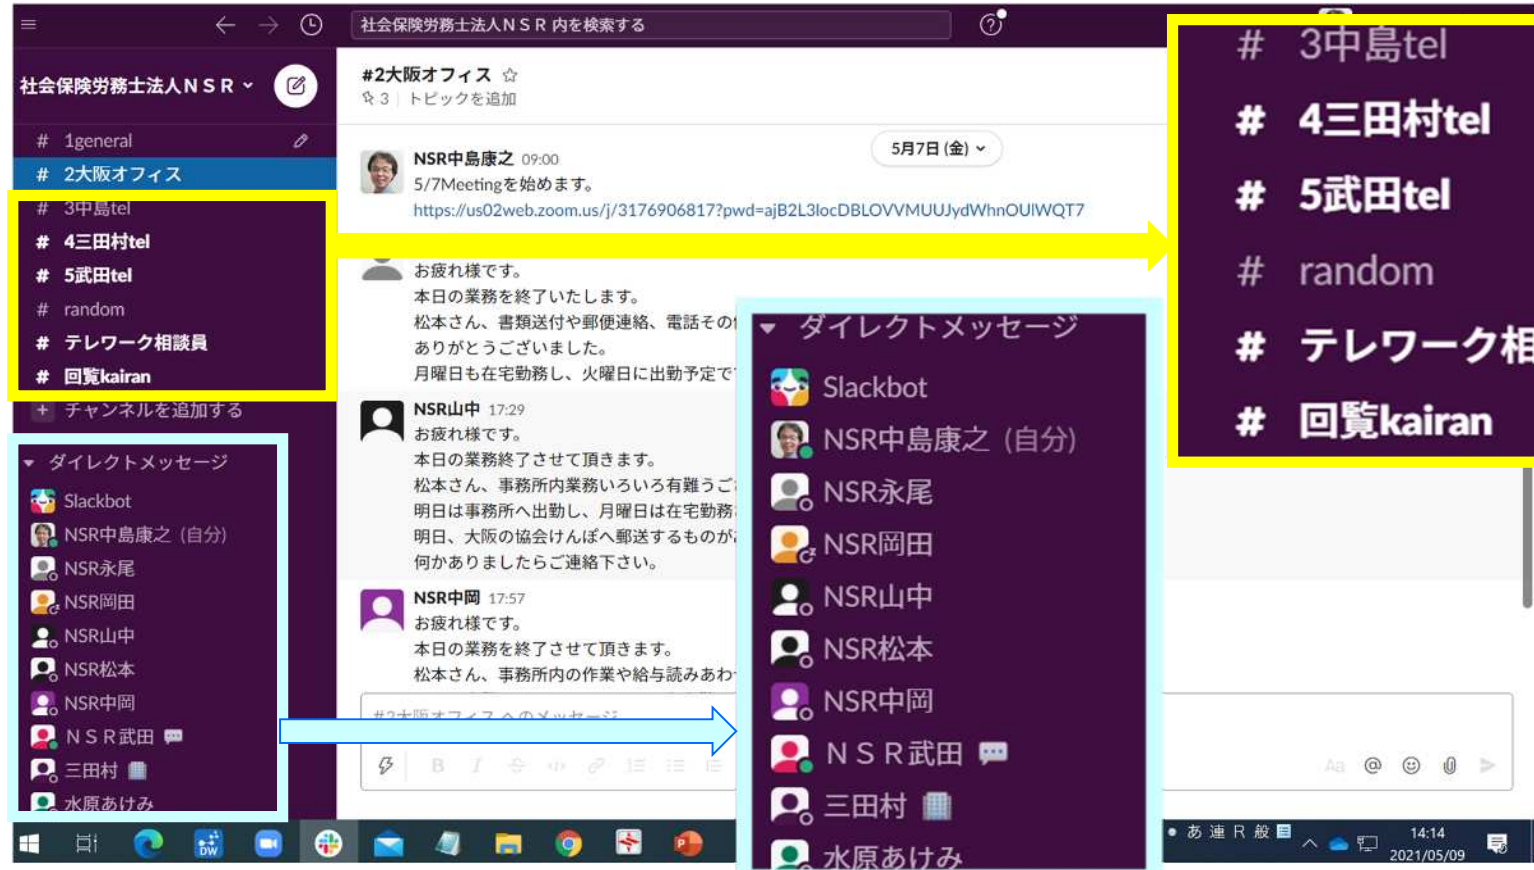 社会保険労務士法人ＮＳＲ 内を検索する
社会保険労務士法人ＮＳＲ
# 1general
# 2大阪オフィス
# 3中島tel
# 4三田村tel
# 5武田tel
# random
# テレワーク相談員
# 回覧kairan
+ チャンネルを追加する
ダイレクトメッセージ
Slackbot
NSR中島康之 (自分)
NSR永尾
NSR岡田
NSR山中
NSR松本
NSR中岡
ＮＳＲ武田
三田村
水原あけみ
#2大阪オフィス
3 トピックを追加
5月7日 (金)
NSR中島康之 09:00
5/7Meetingを始めます。
https://us02web.zoom.us/j/3176906817?pwd=ajB2L3locDBLOVVMUUJydWhnOUlWQT7
お疲れ様です。
本日の業務を終了いたします。
松本さん、書類送付や郵便連絡、電話その
ありがとうございました。
月曜日も在宅勤務し、火曜日に出勤予定で
NSR山中 17:29
お疲れ様です。
本日の業務終了させて頂きます。
松本さん、事務所内業務いろいろ有難うご
明日は事務所へ出勤し、月曜日は在宅勤務
明日、大阪の協会けんぽへ郵送するものが
何かありましたらご連絡下さい。
NSR中岡 17:57
お疲れ様です。
本日の業務を終了させて頂きます。
松本さん、事務所内の作業や給与読みあわ
#2大阪オフィス へのメッセージ
B I Aa @
ダイレクトメッセージ
Slackbot
NSR中島康之 (自分)
NSR永尾
NSR岡田
NSR山中
NSR松本
NSR中岡
ＮＳＲ武田
三田村
水原あけみ
# 3中島tel
# 4三田村tel
# 5武田tel
# random
# テレワーク相
# 回覧kairan
あ 連 R 般
14:14
2021/05/09